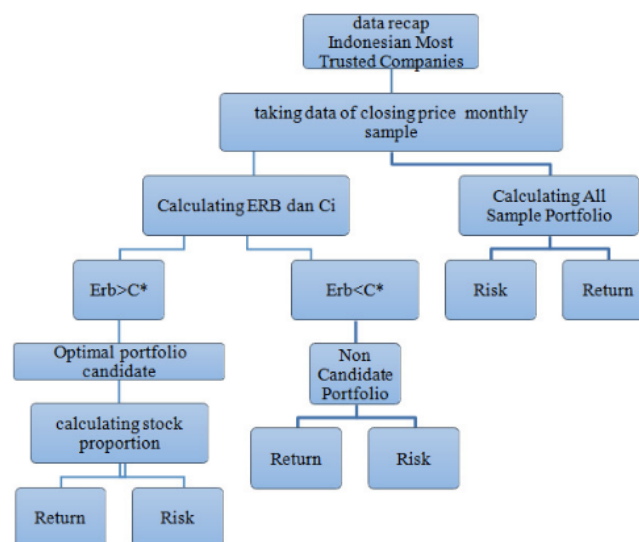 data recap
Indonesian Most
Trusted Companies
taking data of closing price monthly
sample
Calculating ERB dan Ci
Calculating All
Sample Portfolio
Erb>C*
Erb<C*
Risk
Return
Optimal portfolio
candidate
Non
Candidate
Portfolio
calculating stock
proportion
Return
Risk
Return
Risk